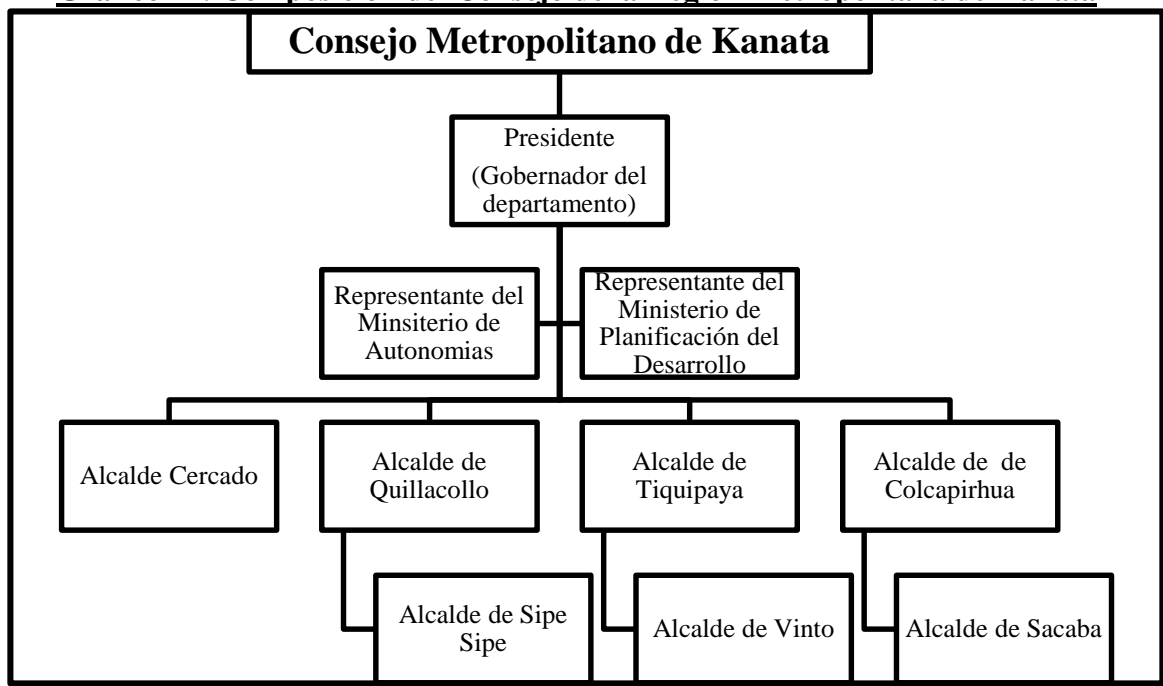 Consejo Metropolitano de Kanata
Presidente
(Gobernador del
departamento)
Representante del
Minsiterio de
Autonomias
Representante del
Ministerio de
Planificación del
Desarrollo
Alcalde Cercado
Alcalde de
Quillacollo
Alcalde de
Tiquipaya
Alcalde de  de
Colcapirhua
Alcalde de Sipe
Sipe
Alcalde de Vinto
Alcalde de Sacaba